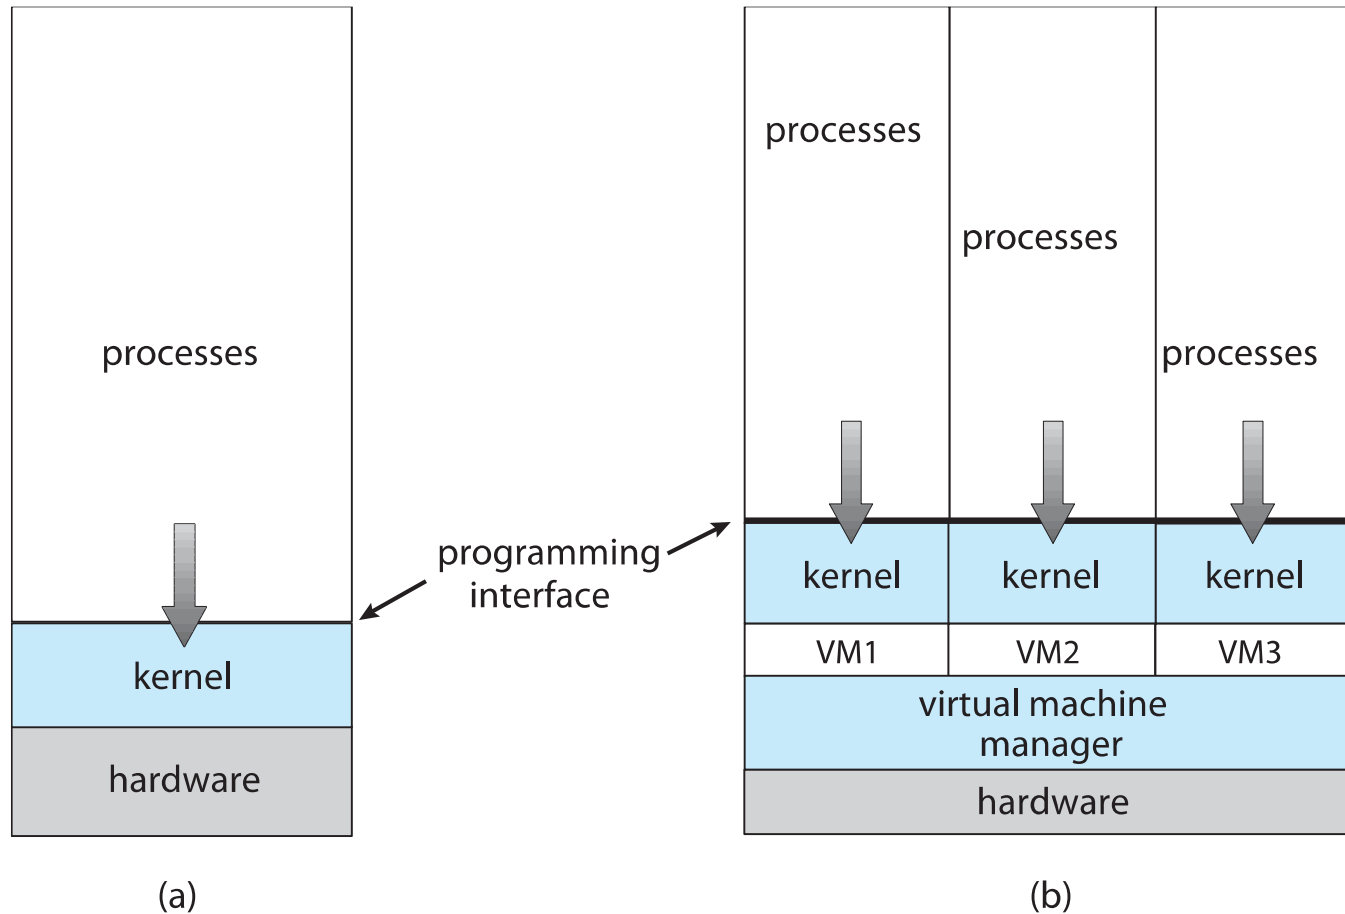 processes
kernel
hardware
(a)
programming
interface
processes
processes
processes
kernel
kernel
kernel
VM1
VM2
VM3
virtual machine
manager
hardware
(b)